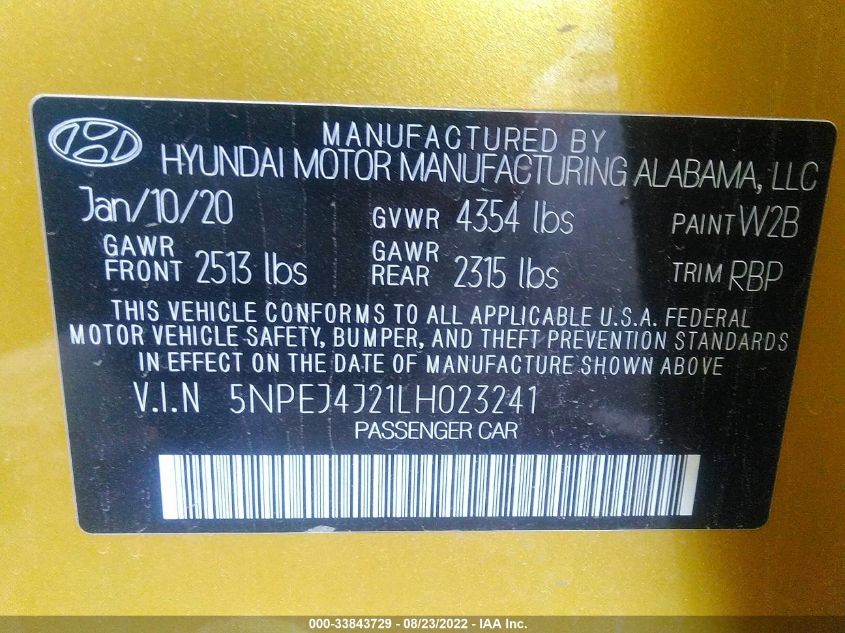 MANUFACTURED BY
HYUNDAI MOTOR MANUFACTURING ALABAMA, LLC
Jan/10/20 GVWR 4354 lbs PAINT W2B
GAWR FRONT 2513 lbs GAWR REAR 2315 lbs TRIM RBP
THIS VEHICLE CONFORMS TO ALL APPLICABLE U.S.A. FEDERAL
MOTOR VEHICLE SAFETY, BUMPER, AND THEFT PREVENTION STANDARDS
IN EFFECT ON THE DATE OF MANUFACTURE SHOWN ABOVE
V.I.N 5NPEJ4J21LH023241
PASSENGER CAR
000-33843729 - 08/23/2022 - IAA Inc.